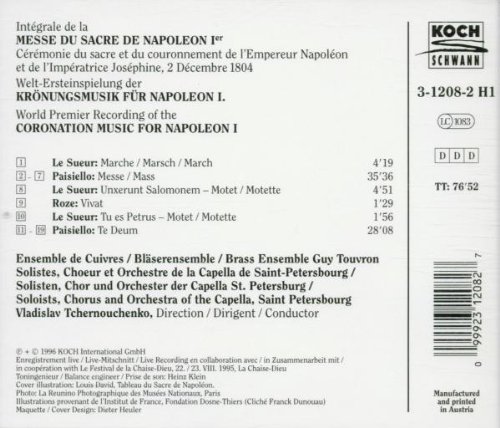 Intégrale de la
MESSE DU SACRE DE NAPOLEON Ier
Cérémonie du sacre et du couronnement de l'Empereur Napoléon
et de l'Impératrice Joséphine, 2 Décembre 1804
Welt-Ersteinspielung der
KRÖNUNGSMUSIK FÜR NAPOLEON I.
World Premier Recording of the
CORONATION MUSIC FOR NAPOLEON I
KOCH
SCHWANN
3-1208-2 H1
LC 1083
D D D
TT: 76'52
1 Le Sueur: Marche / Marsch / March 4'19
2 - 7 Paisiello: Messe / Mass 35'36
8 Le Sueur: Unxerunt Salomonem – Motet / Motette 4'51
9 Roze: Vivat 1'29
10 Le Sueur: Tu es Petrus – Motet / Motette 1'56
11 - 19 Paisiello: Te Deum 28'08
Ensemble de Cuivres / Bläserensemble / Brass Ensemble Guy Touvron
Solistes, Choeur et Orchestre de la Capella de Saint-Petersbourg /
Solisten, Chor und Orchester der Capella St. Petersburg /
Soloists, Chorus and Orchestra of the Capella, Saint Petersbourg
Vladislav Tchernouchenko, Direction / Dirigent / Conductor
℗ + © 1996 KOCH International GmbH
Enregistrement live / Live-Mitschnitt / Live Recording en collaboration avec / in Zusammenarbeit mit /
in cooperation with Le Festival de la Chaise-Dieu, 22. / 23. VIII. 1995, La Chaise-Dieu
Toningenieur / Balance engineer / Prise de son: Heinz Klein
Cover illustration: Louis David, Tableau du Sacre de Napoléon.
Photo: La Reunino Photographique des Musées Nationaux, Paris
Illustrations provenant de l'Institut de France, Fondation Dosne-Thiers (Cliché Franck Dunouau)
Maquette / Cover Design: Dieter Heuler
0 99923 12082 7
Manufactured
and printed
in Austria